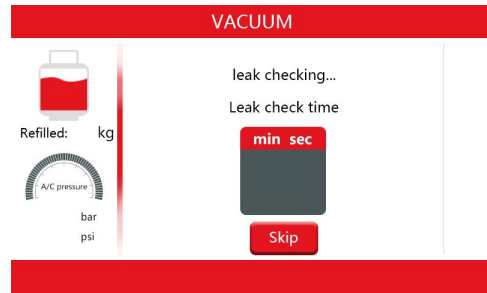 VACUUM
leak checking...
Leak check time
min sec
Skip
Refilled: kg
A/C pressure
bar
psi